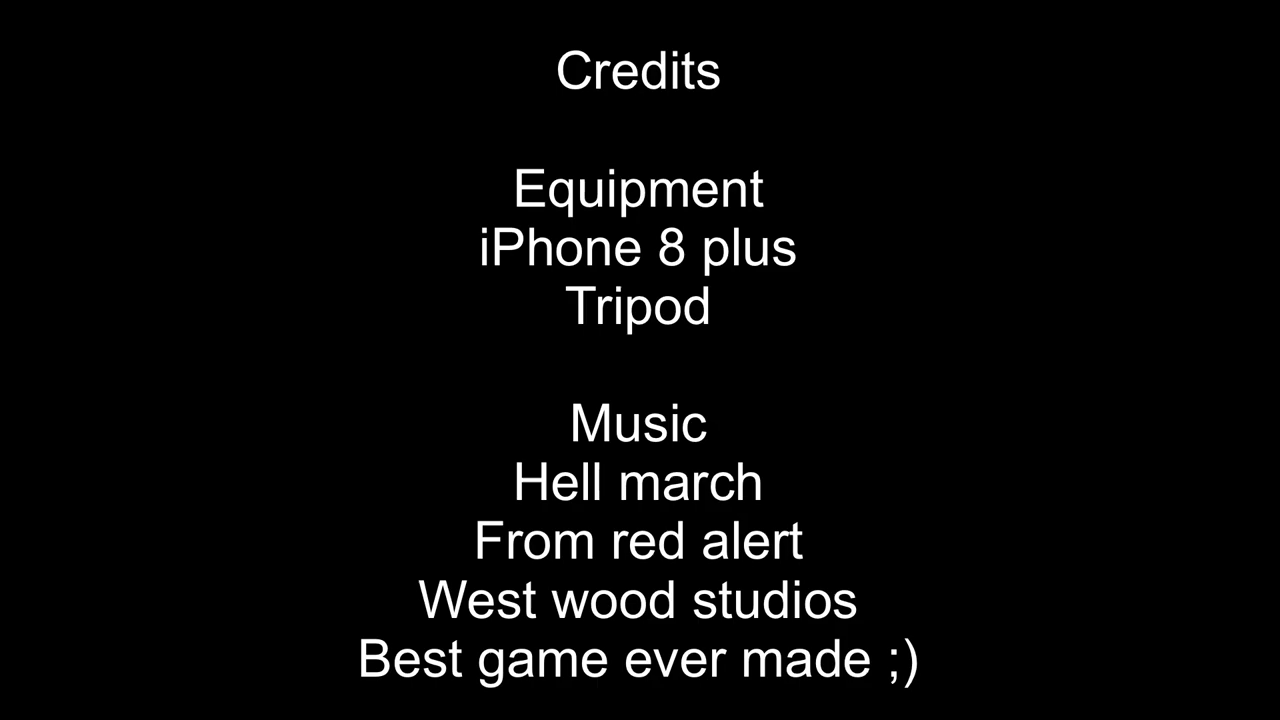 Credits
Equipment
iPhone 8 plus
Tripod
Music
Hell march
From red alert
West wood studios
Best game ever made ;)